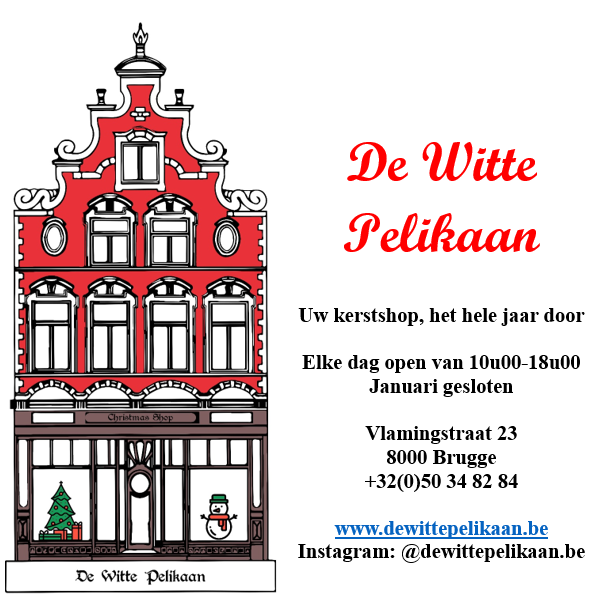 De Witte
Pelikaan
Uw kerstshop, het hele jaar door
Elke dag open van 10u00-18u00
Januari gesloten
Vlamingstraat 23
8000 Brugge
+32(0)50 34 82 84
www.dewittepelikaan.be
Instagram: @dewittepelikaan.be
Christmas Shop
De Witte Pelikaan